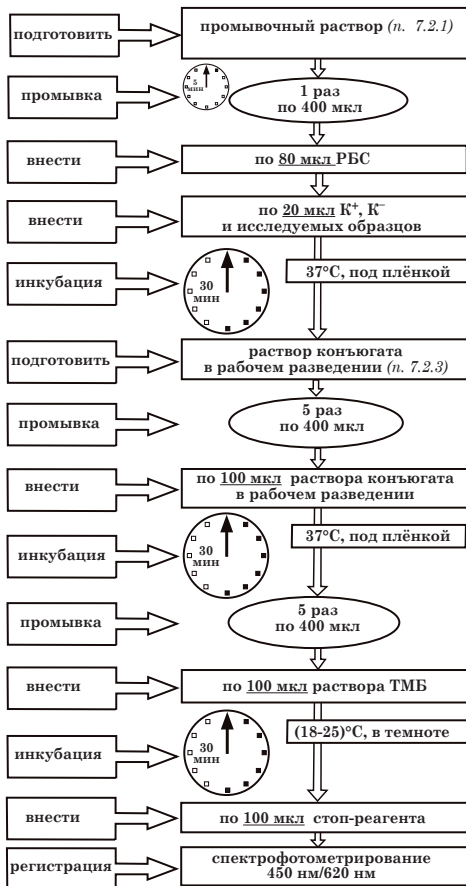 подготовить
промывочный раствор (п. 7.2.1)
промывка
5
мин
1 раз
по 400 мкл
внести
по 80 мкл РБС
внести
по 20 мкл К⁺, К⁻
и исследуемых образцов
инкубация
30
мин
37°С, под плёнкой
подготовить
раствор конъюгата
в рабочем разведении (п. 7.2.3)
промывка
5 раз
по 400 мкл
внести
по 100 мкл раствора конъюгата
в рабочем разведении
инкубация
30
мин
37°С, под плёнкой
промывка
5 раз
по 400 мкл
внести
по 100 мкл раствора ТМБ
инкубация
30
мин
(18-25)°С, в темноте
внести
по 100 мкл стоп-реагента
регистрация
спектрофотометрирование
450 нм/620 нм